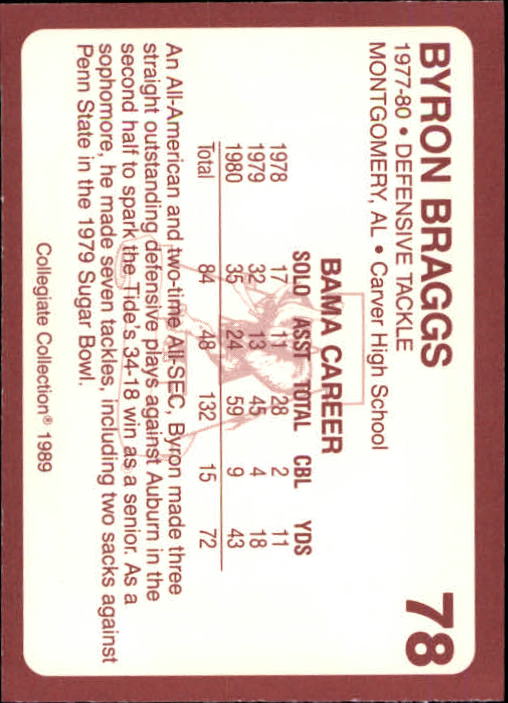 BYRON BRAGGS 78
1977-80 • DEFENSIVE TACKLE
MONTGOMERY, AL • Carver High School
BAMA CAREER
SOLO ASST TOTAL CBL YDS
1978 17 11 28 2 11
1979 32 13 45 4 18
1980 35 24 59 9 43
Total 84 48 132 15 72
An All-American and two-time All-SEC, Byron made three
straight outstanding defensive plays against Auburn in the
second half to spark the Tide's 34-18 win as a senior. As a
sophomore, he made seven tackles, including two sacks against
Penn State in the 1979 Sugar Bowl.
Collegiate Collection® 1989